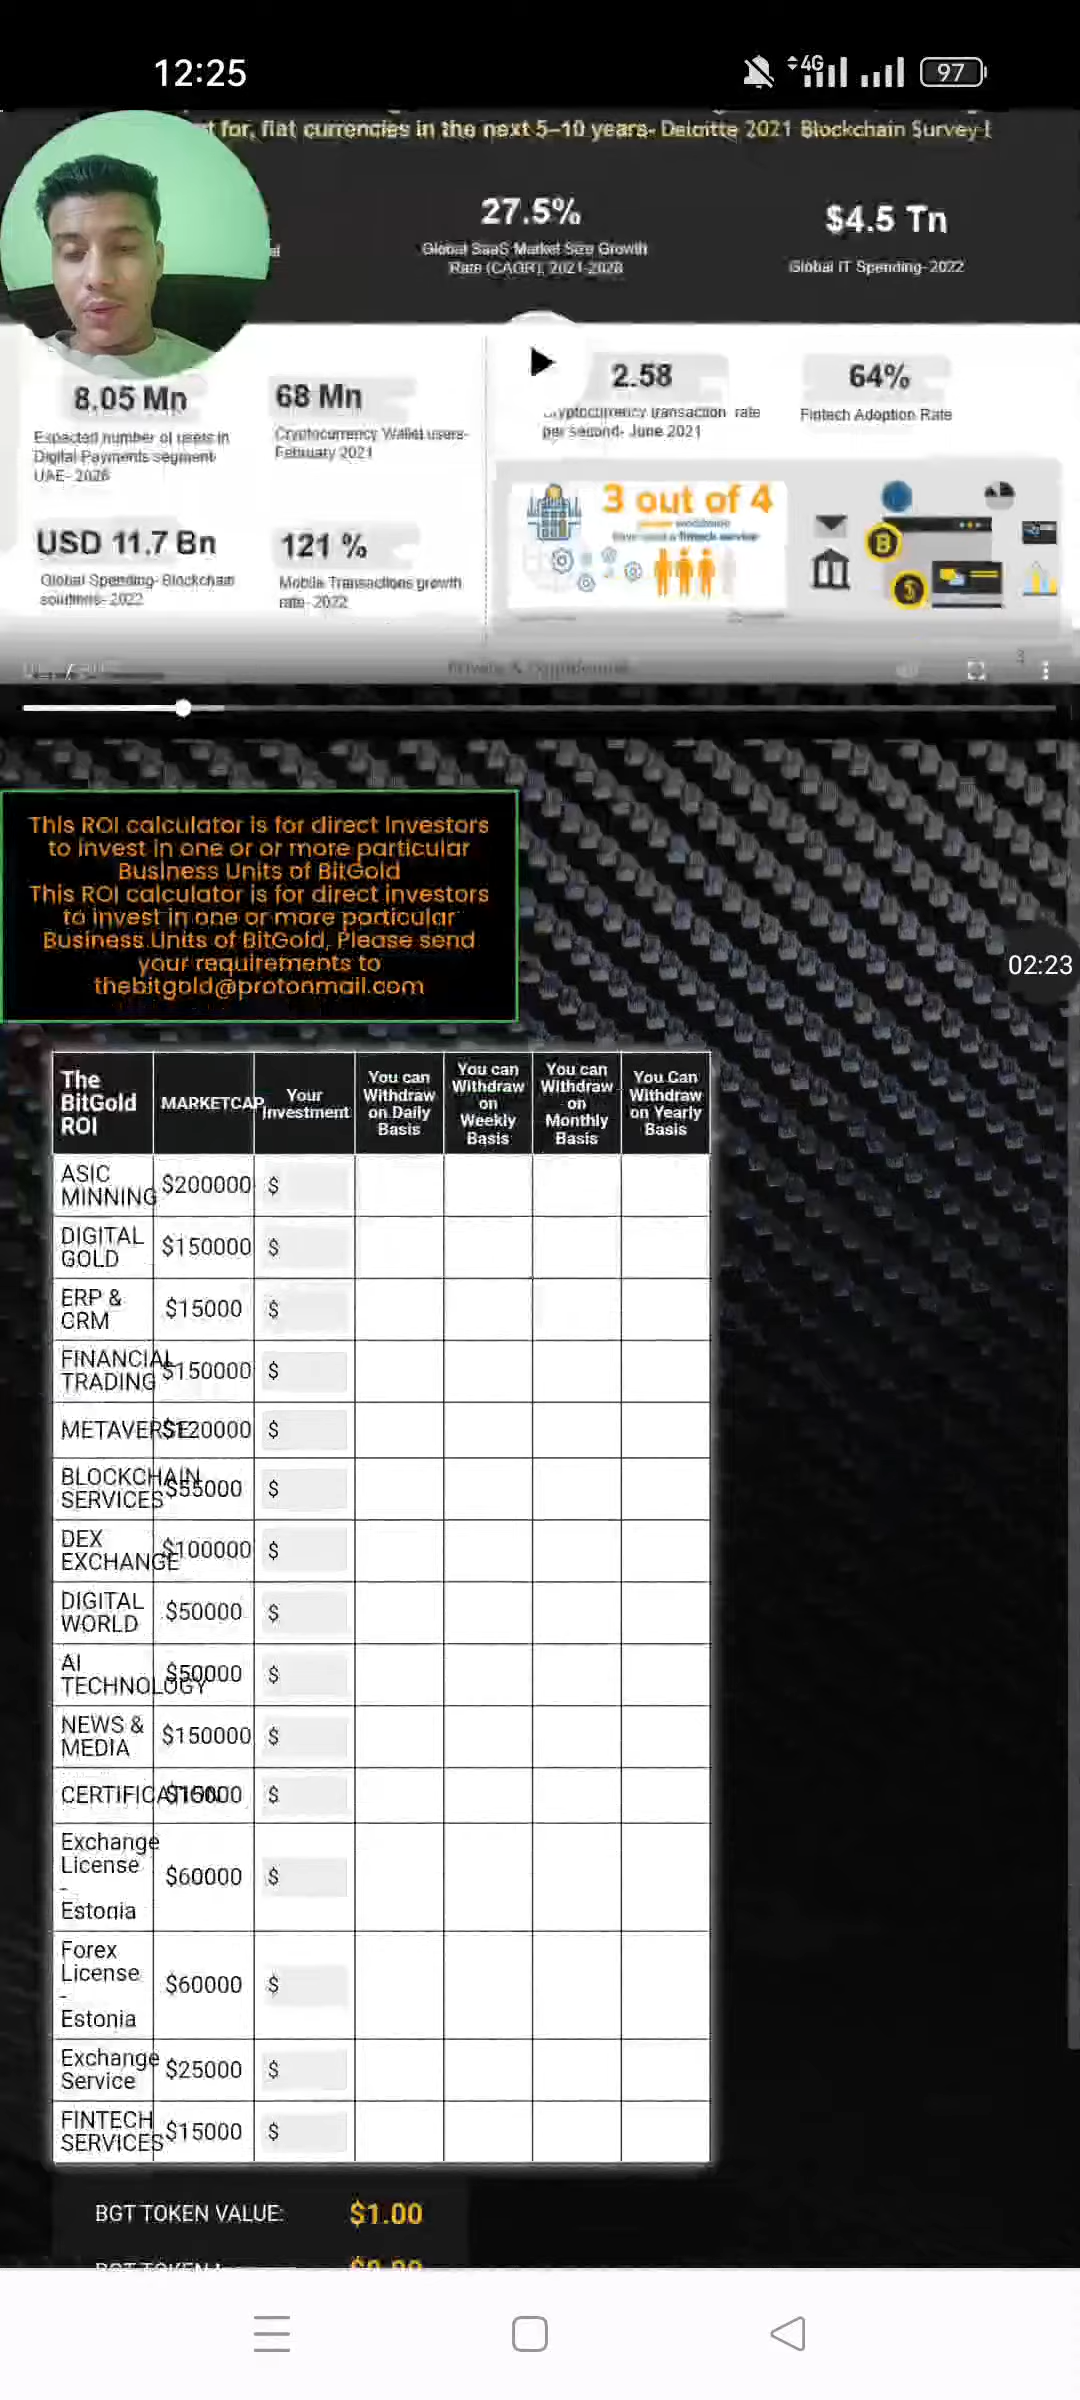 12:25
4G
97
t for, fiat currencies in the next 5–10 years- Deloitte 2021 Blockchain Survey-
27.5%
Global SaaS Market Size Growth
Rate (CAGR), 2021-2028
$4.5 Tn
Global IT Spending- 2022
8.05 Mn
Expected number of users in
Digital Payments segment-
UAE- 2026
68 Mn
Cryptocurrency Wallet users-
February 2021
2.58
Cryptocurrency transaction rate
per second- June 2021
64%
Fintech Adoption Rate
USD 11.7 Bn
Global Spending- Blockchain
solutions- 2022
121 %
Mobile Transactions growth
rate- 2022
3 out of 4
Private & Confidential
3
This ROI calculator is for direct Investors
to invest in one or or more particular
Business Units of BitGold
This ROI calculator is for direct investors
to invest in one or more particular
Business Units of BitGold, Please send
your requirements to
thebitgold@protonmail.com
02:23
The BitGold ROI MARKETCAP Your Investment You can Withdraw on Daily Basis You can Withdraw on Weekly Basis You can Withdraw on Monthly Basis You Can Withdraw on Yearly Basis
ASIC MINNING $200000 $
DIGITAL GOLD $150000 $
ERP & CRM $15000 $
FINANCIAL TRADING $150000 $
METAVERSE $120000 $
BLOCKCHAIN SERVICES $55000 $
DEX EXCHANGE $100000 $
DIGITAL WORLD $50000 $
AI TECHNOLOGY $50000 $
NEWS & MEDIA $150000 $
CERTIFICATION $15000 $
Exchange License - Estonia $60000 $
Forex License - Estonia $60000 $
Exchange Service $25000 $
FINTECH SERVICES $15000 $
BGT TOKEN VALUE: $1.00